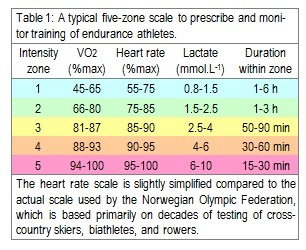 Table 1: A typical five-zone scale to prescribe and moni-
tor training of endurance athletes.
Intensity VO2 Heart rate Lactate Duration
zone (%max) (%max) (mmol.L-1) within zone
1 45-65 55-75 0.8-1.5 1-6 h
2 66-80 75-85 1.5-2.5 1-3 h
3 81-87 85-90 2.5-4 50-90 min
4 88-93 90-95 4-6 30-60 min
5 94-100 95-100 6-10 15-30 min
The heart rate scale is slightly simplified compared to the
actual scale used by the Norwegian Olympic Federation,
which is based primarily on decades of testing of cross-
country skiers, biathletes, and rowers.